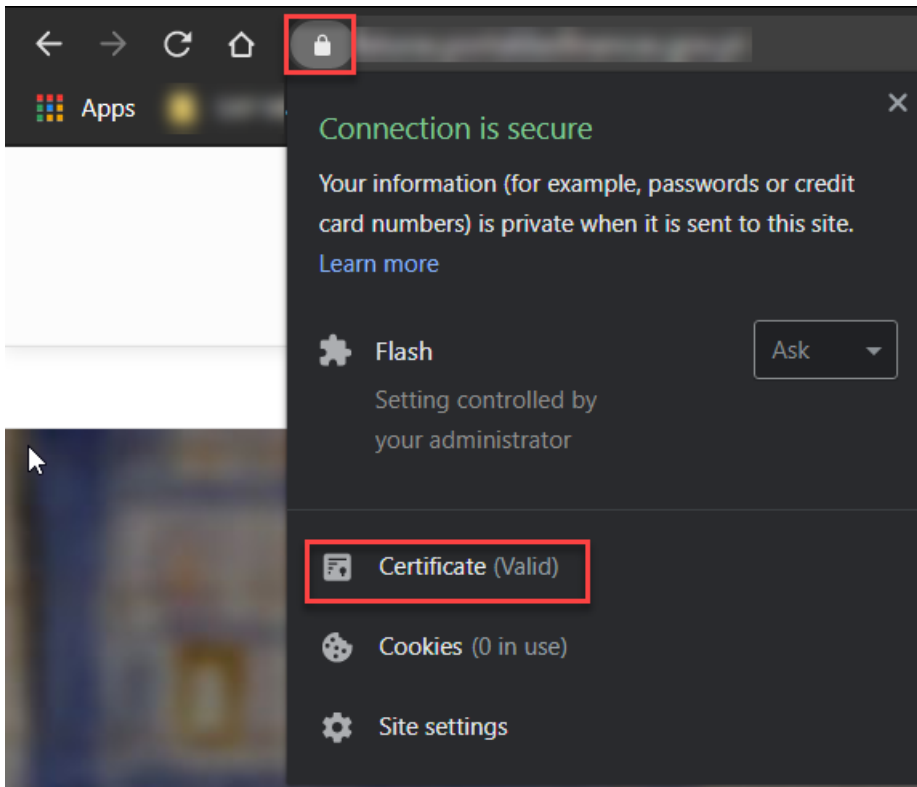 Apps
Connection is secure
Your information (for example, passwords or credit
card numbers) is private when it is sent to this site.
Learn more
Flash
Ask
Setting controlled by
your administrator
Certificate (Valid)
Cookies (0 in use)
Site settings